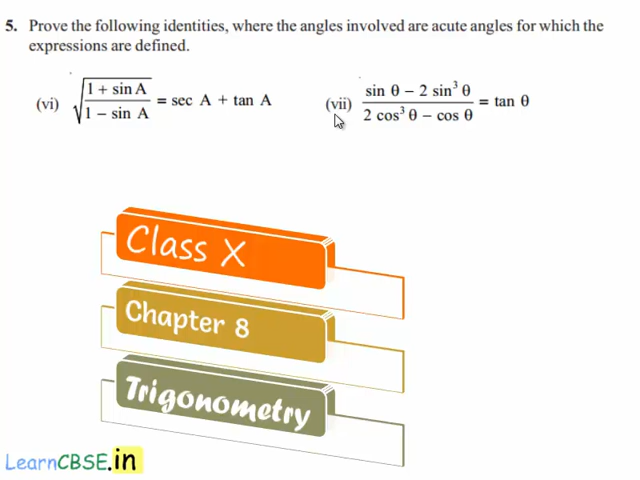 5. Prove the following identities, where the angles involved are acute angles for which the
expressions are defined.
(vi) √((1 + sin A)/(1 − sin A)) = sec A + tan A (vii) (sin θ − 2 sin³ θ)/(2 cos³ θ − cos θ) = tan θ
Class X
Chapter 8
Trigonometry
LearnCBSE.in